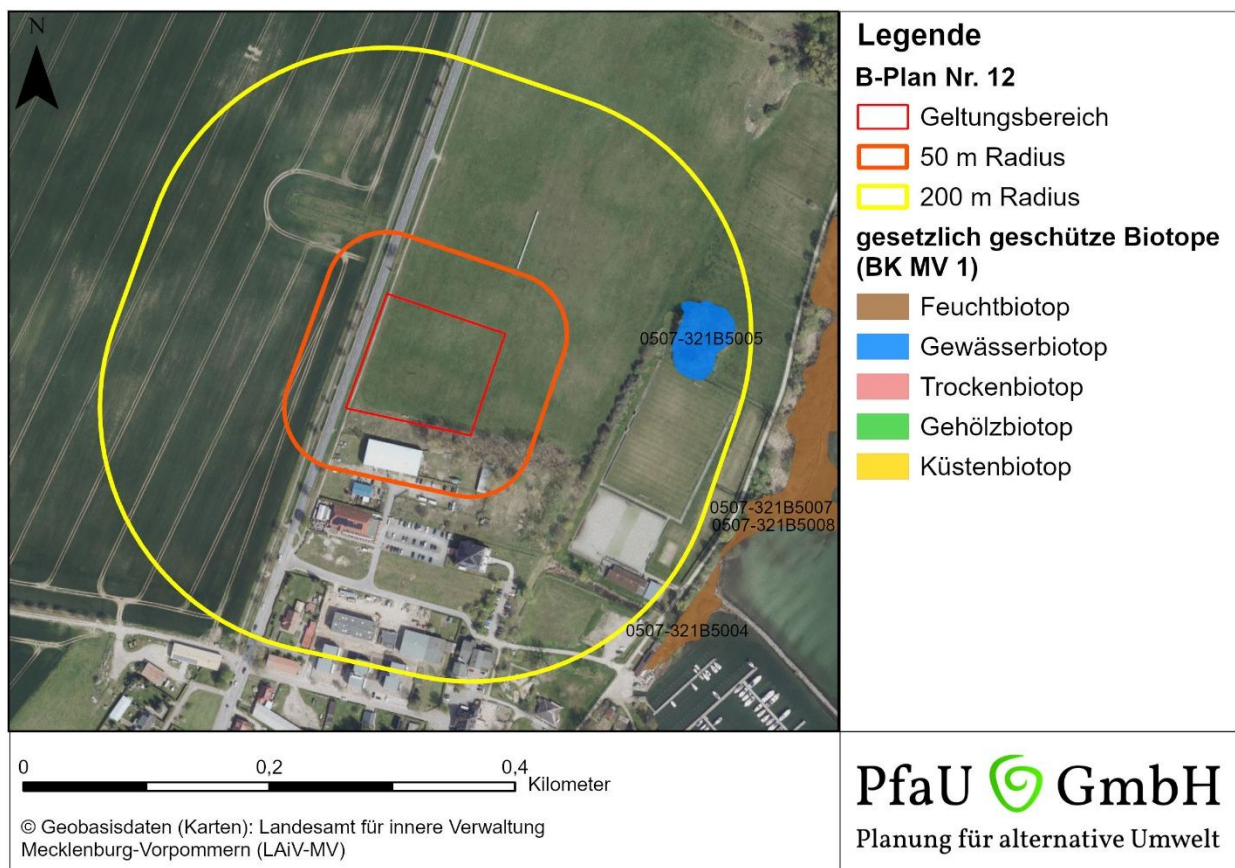 N
0507-321B5005
0507-321B5007
0507-321B5008
0507-321B5004
Legende
B-Plan Nr. 12
Geltungsbereich
50 m Radius
200 m Radius
gesetzlich geschütze Biotope
(BK MV 1)
Feuchtbiotop
Gewässerbiotop
Trockenbiotop
Gehölzbiotop
Küstenbiotop
0 0,2 0,4
Kilometer
© Geobasisdaten (Karten): Landesamt für innere Verwaltung
Mecklenburg-Vorpommern (LAiV-MV)
PfaU GmbH
Planung für alternative Umwelt